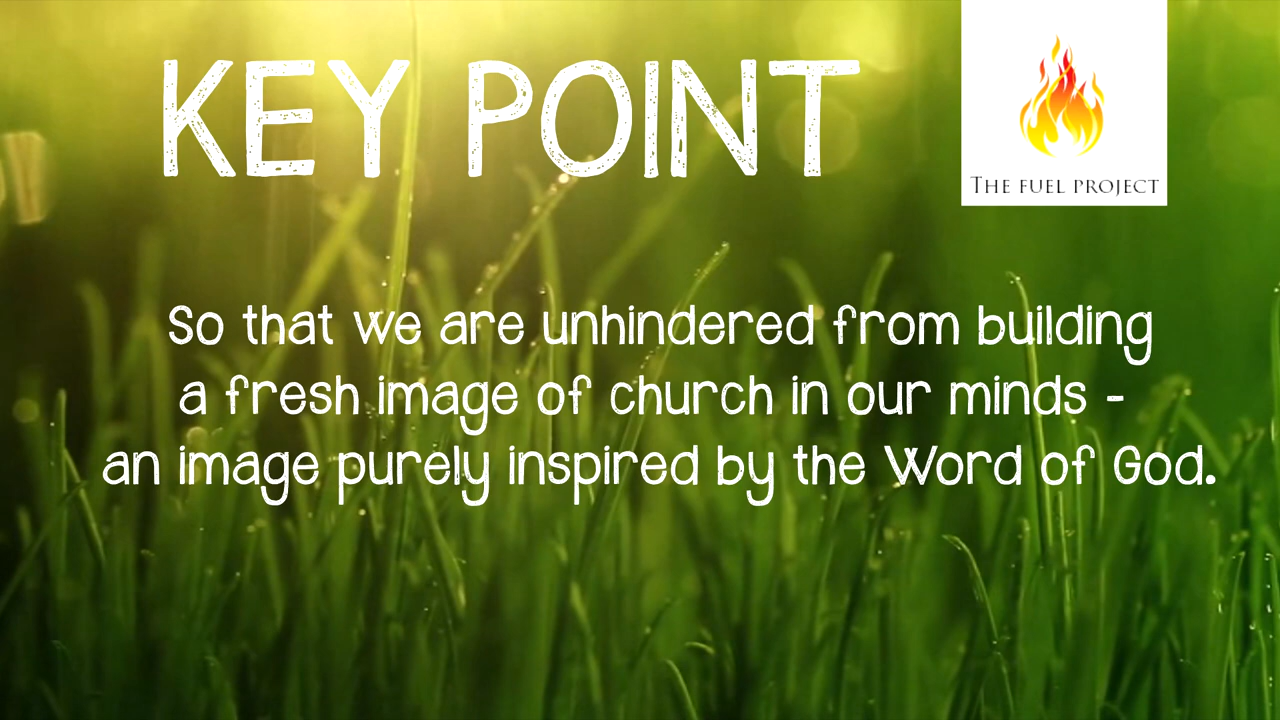 KEY POINT
THE FUEL PROJECT
So that we are unhindered from building
a fresh image of church in our minds -
an image purely inspired by the Word of God.